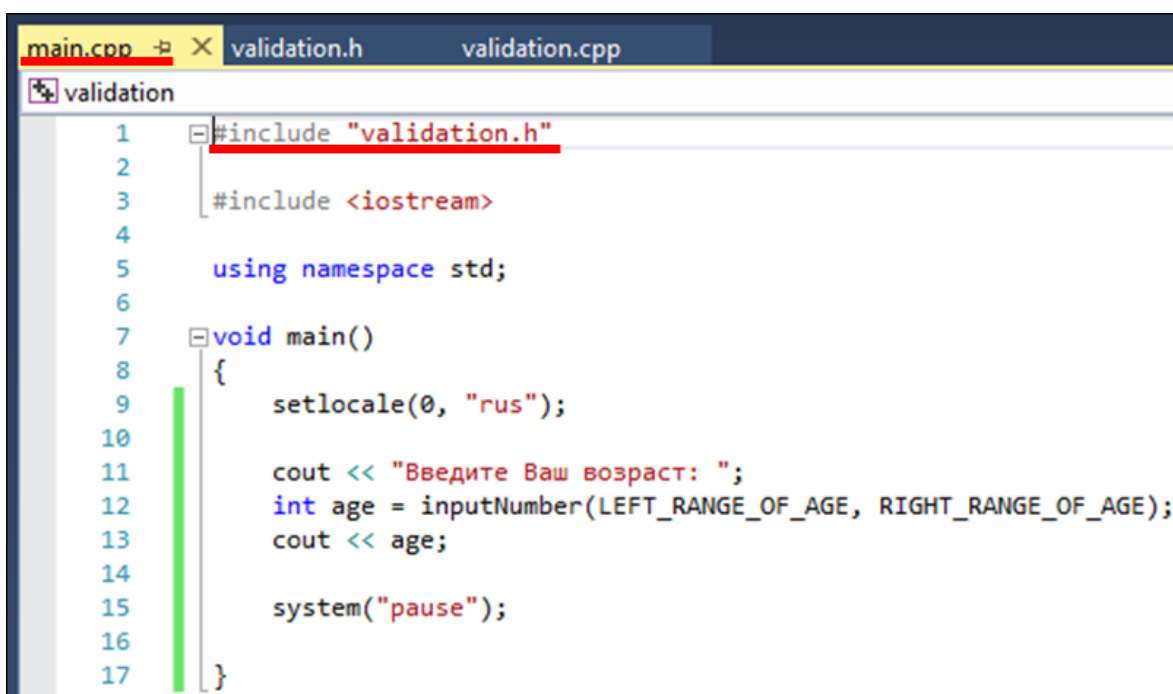 main.cpp validation.h validation.cpp
validation
1 #include "validation.h"
2
3 #include <iostream>
4
5 using namespace std;
6
7 void main()
8 {
9 setlocale(0, "rus");
10
11 cout << "Введите Ваш возраст: ";
12 int age = inputNumber(LEFT_RANGE_OF_AGE, RIGHT_RANGE_OF_AGE);
13 cout << age;
14
15 system("pause");
16
17 }